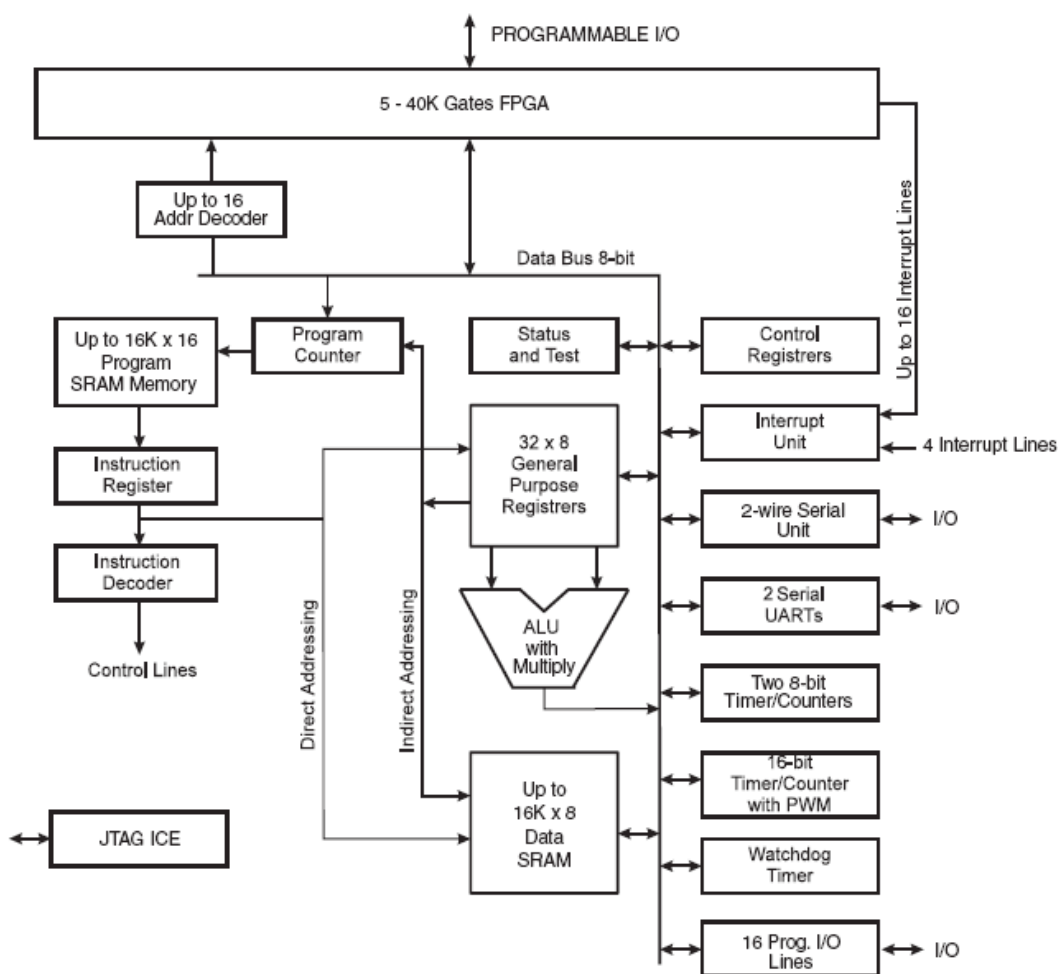 PROGRAMMABLE I/O
5 - 40K Gates FPGA
Up to 16
Addr Decoder
Up to 16 Interrupt Lines
Data Bus 8-bit
Up to 16K x 16
Program
SRAM Memory
Program
Counter
Status
and Test
Control
Registrers
Instruction
Register
32 x 8
General
Purpose
Registrers
Interrupt
Unit
4 Interrupt Lines
2-wire Serial
Unit
I/O
Instruction
Decoder
Control Lines
Direct Addressing
Indirect Addressing
ALU
with
Multiply
2 Serial
UARTs
I/O
Two 8-bit
Timer/Counters
Up to
16K x 8
Data
SRAM
16-bit
Timer/Counter
with PWM
JTAG ICE
Watchdog
Timer
16 Prog. I/O
Lines
I/O